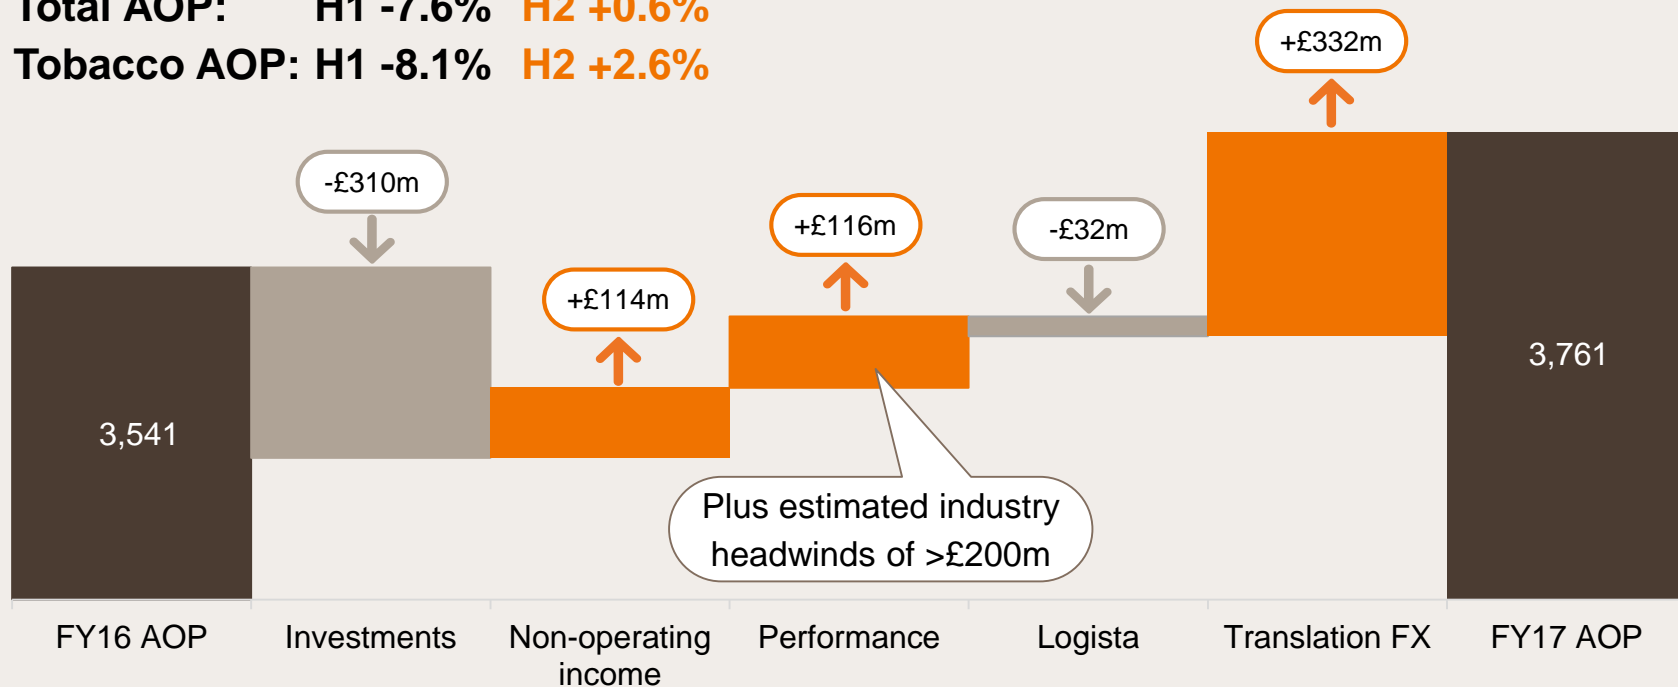 Total AOP: H1 -7.6% H2 +0.6%
Tobacco AOP: H1 -8.1% H2 +2.6%
+£332m
-£310m
+£116m
-£32m
+£114m
3,541
3,761
Plus estimated industry
headwinds of >£200m
FY16 AOP
Investments
Non-operating
income
Performance
Logista
Translation FX
FY17 AOP